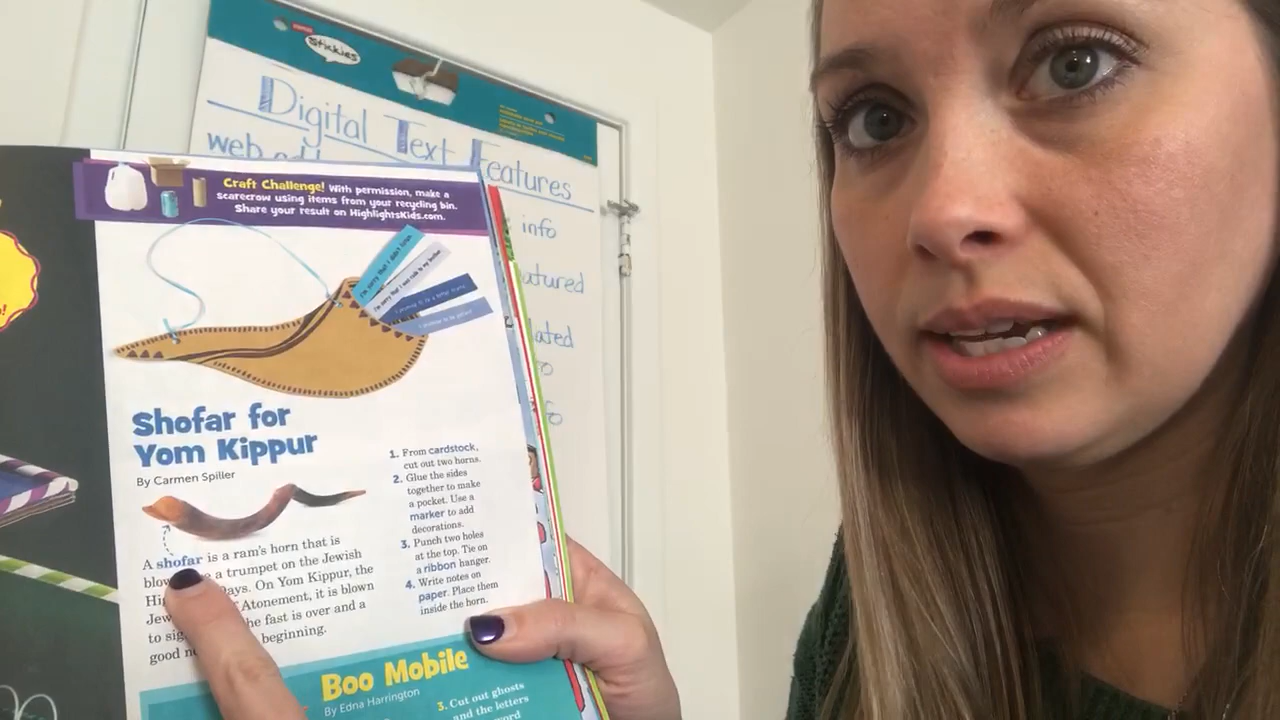 Stickies
Digital Text Features
web
info
Craft Challenge! With permission, make a
scarecrow using items from your recycling bin.
Share your result on HighlightsKids.com.
Shofar for
Yom Kippur
By Carmen Spiller
A shofar is a ram's horn that is
a trumpet on the Jewish
Days. On Yom Kippur, the
Atonement, it is blown
to he fast is over and a
good beginning.
1. From cardstock,
cut out two horns.
2. Glue the sides
together to make
a pocket. Use a
marker to add
decorations.
3. Punch two holes
at the top. Tie on
a ribbon hanger.
4. Write notes on
paper. Place them
inside the horn.
Boo Mobile
By Edna Harrington
3. Cut out ghosts
and the letters